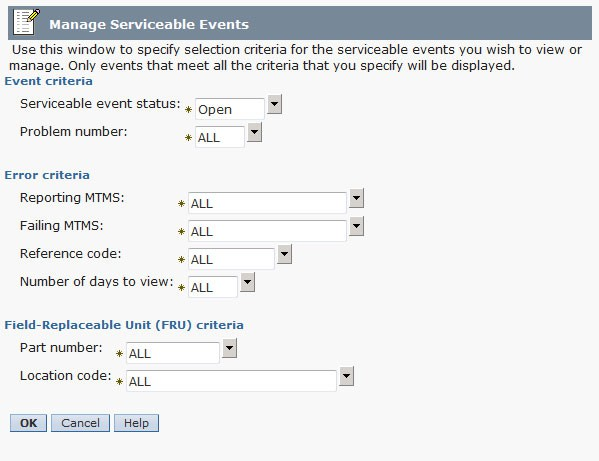 Manage Serviceable Events
Use this window to specify selection criteria for the serviceable events you wish to view or
manage. Only events that meet all the criteria that you specify will be displayed.
Event criteria
Serviceable event status: * Open
Problem number: * ALL
Error criteria
Reporting MTMS: * ALL
Failing MTMS: * ALL
Reference code: * ALL
Number of days to view: * ALL
Field-Replaceable Unit (FRU) criteria
Part number: * ALL
Location code: * ALL
OK Cancel Help